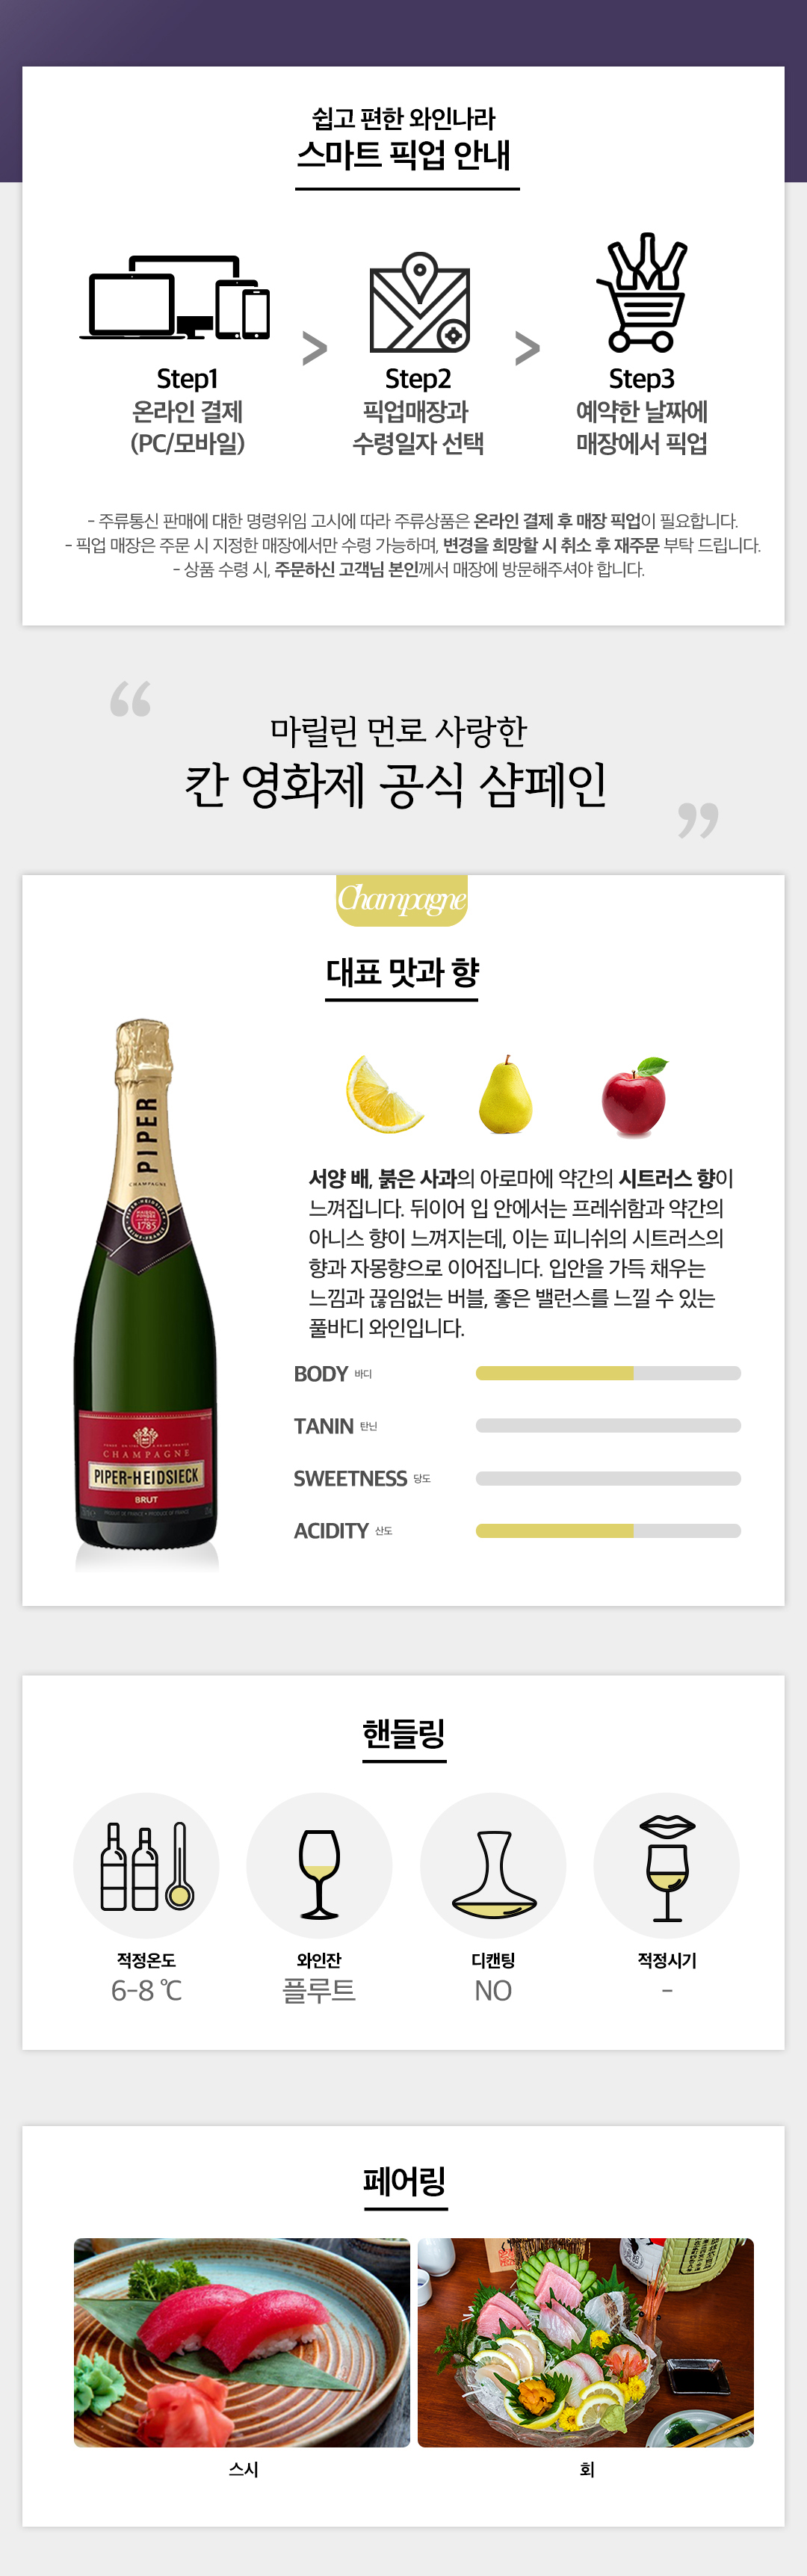 쉽고 편한 와인나라
스마트 픽업 안내
>
>
Step1
온라인 결제
(PC/모바일)
Step2
픽업매장과
수령일자 선택
Step3
예약한 날짜에
매장에서 픽업
- 주류통신 판매에 대한 명령위임 고시에 따라 주류상품은 온라인 결제 후 매장 픽업이 필요합니다.
- 픽업 매장은 주문 시 지정한 매장에서만 수령 가능하며, 변경을 희망할 시 취소 후 재주문 부탁 드립니다.
- 상품 수령 시, 주문하신 고객님 본인께서 매장에 방문해주셔야 합니다.
“
마릴린 먼로 사랑한
칸 영화제 공식 샴페인
”
Champagne
대표 맛과 향
PIPER
CHAMPAGNE
PIPER-HEIDSIECK
1785
REIMS-FRANCE
CHAMPAGNE
PIPER-HEIDSIECK
BRUT
서양 배, 붉은 사과의 아로마에 약간의 시트러스 향이
느껴집니다. 뒤이어 입 안에서는 프레쉬함과 약간의
아니스 향이 느껴지는데, 이는 피니쉬의 시트러스의
향과 자몽향으로 이어집니다. 입안을 가득 채우는
느낌과 끊임없는 버블, 좋은 밸런스를 느낄 수 있는
풀바디 와인입니다.
BODY 바디
TANIN 탄닌
SWEETNESS 당도
ACIDITY 산도
핸들링
적정온도
6-8 ℃
와인잔
플루트
디캔팅
NO
적정시기
-
페어링
스시
회